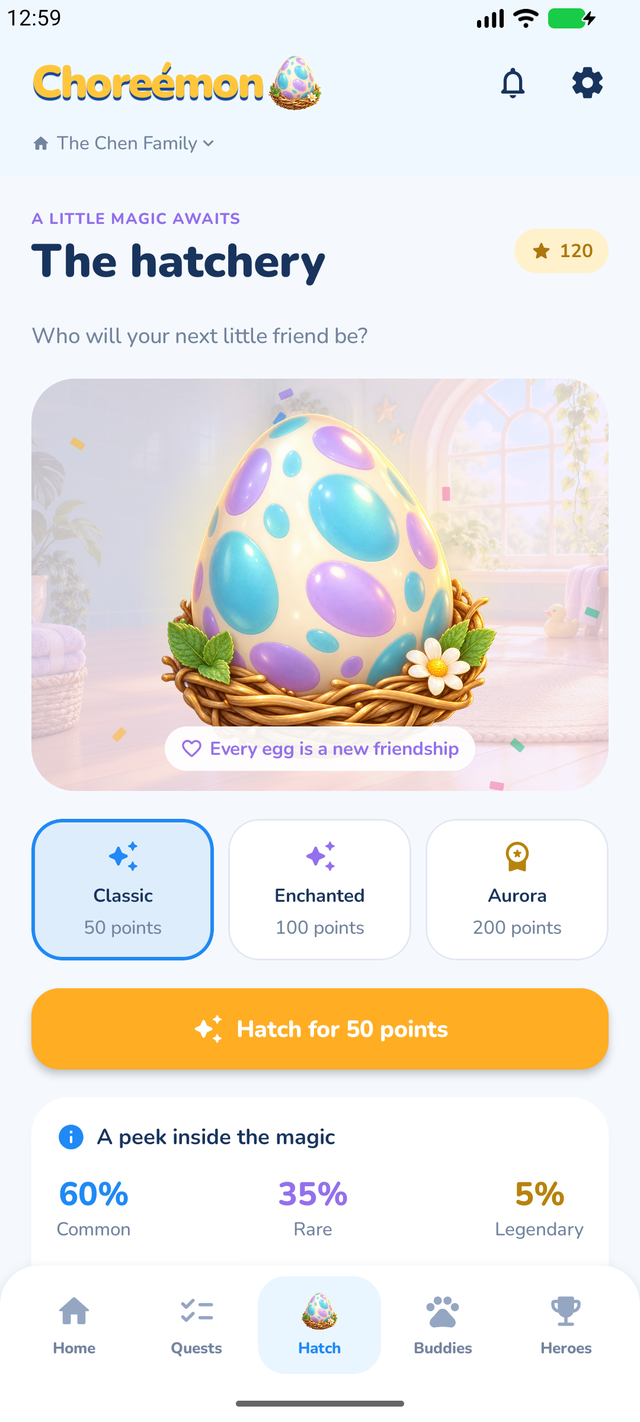 12:59
Choreémon
The Chen Family
A LITTLE MAGIC AWAITS
The hatchery
120
Who will your next little friend be?
Every egg is a new friendship
Classic
50 points
Enchanted
100 points
Aurora
200 points
Hatch for 50 points
A peek inside the magic
60%
Common
35%
Rare
5%
Legendary
Home
Quests
Hatch
Buddies
Heroes